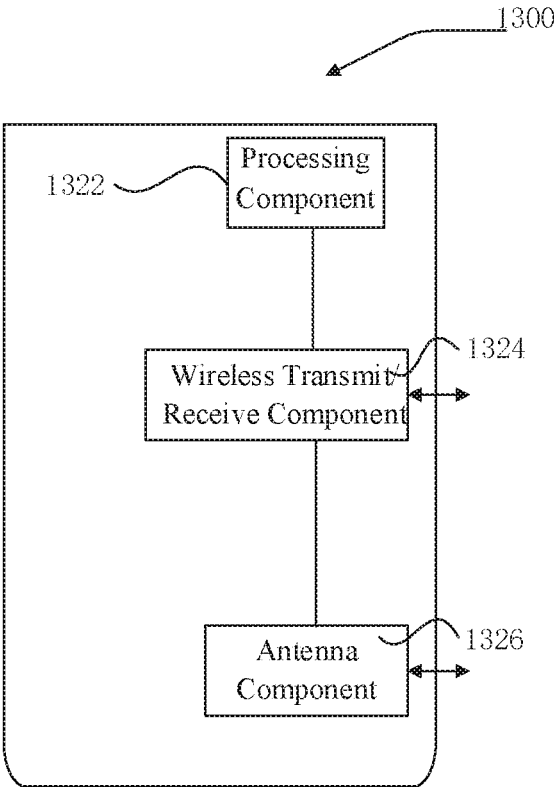 1300
Processing
Component
1322
Wireless Transmit/
Receive Component
1324
Antenna
Component
1326